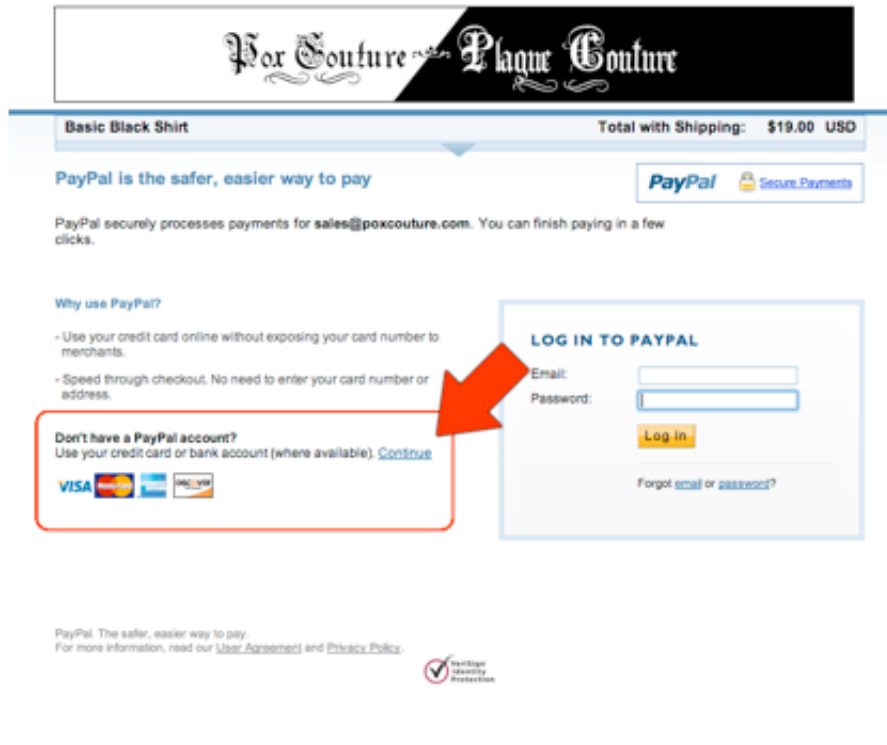 Pox Couture Plague Couture
Basic Black Shirt Total with Shipping: $19.00 USD
PayPal is the safer, easier way to pay
PayPal Secure Payments
PayPal securely processes payments for sales@poxcouture.com. You can finish paying in a few
clicks.
Why use PayPal?
- Use your credit card online without exposing your card number to
merchants.
- Speed through checkout. No need to enter your card number or
address.
Don't have a PayPal account?
Use your credit card or bank account (where available). Continue
VISA MasterCard DISCOVER
LOG IN TO PAYPAL
Email:
Password:
Log In
Forgot email or password?
PayPal. The safer, easier way to pay.
For more information, read our User Agreement and Privacy Policy.
VeriSign
Identity
Protection